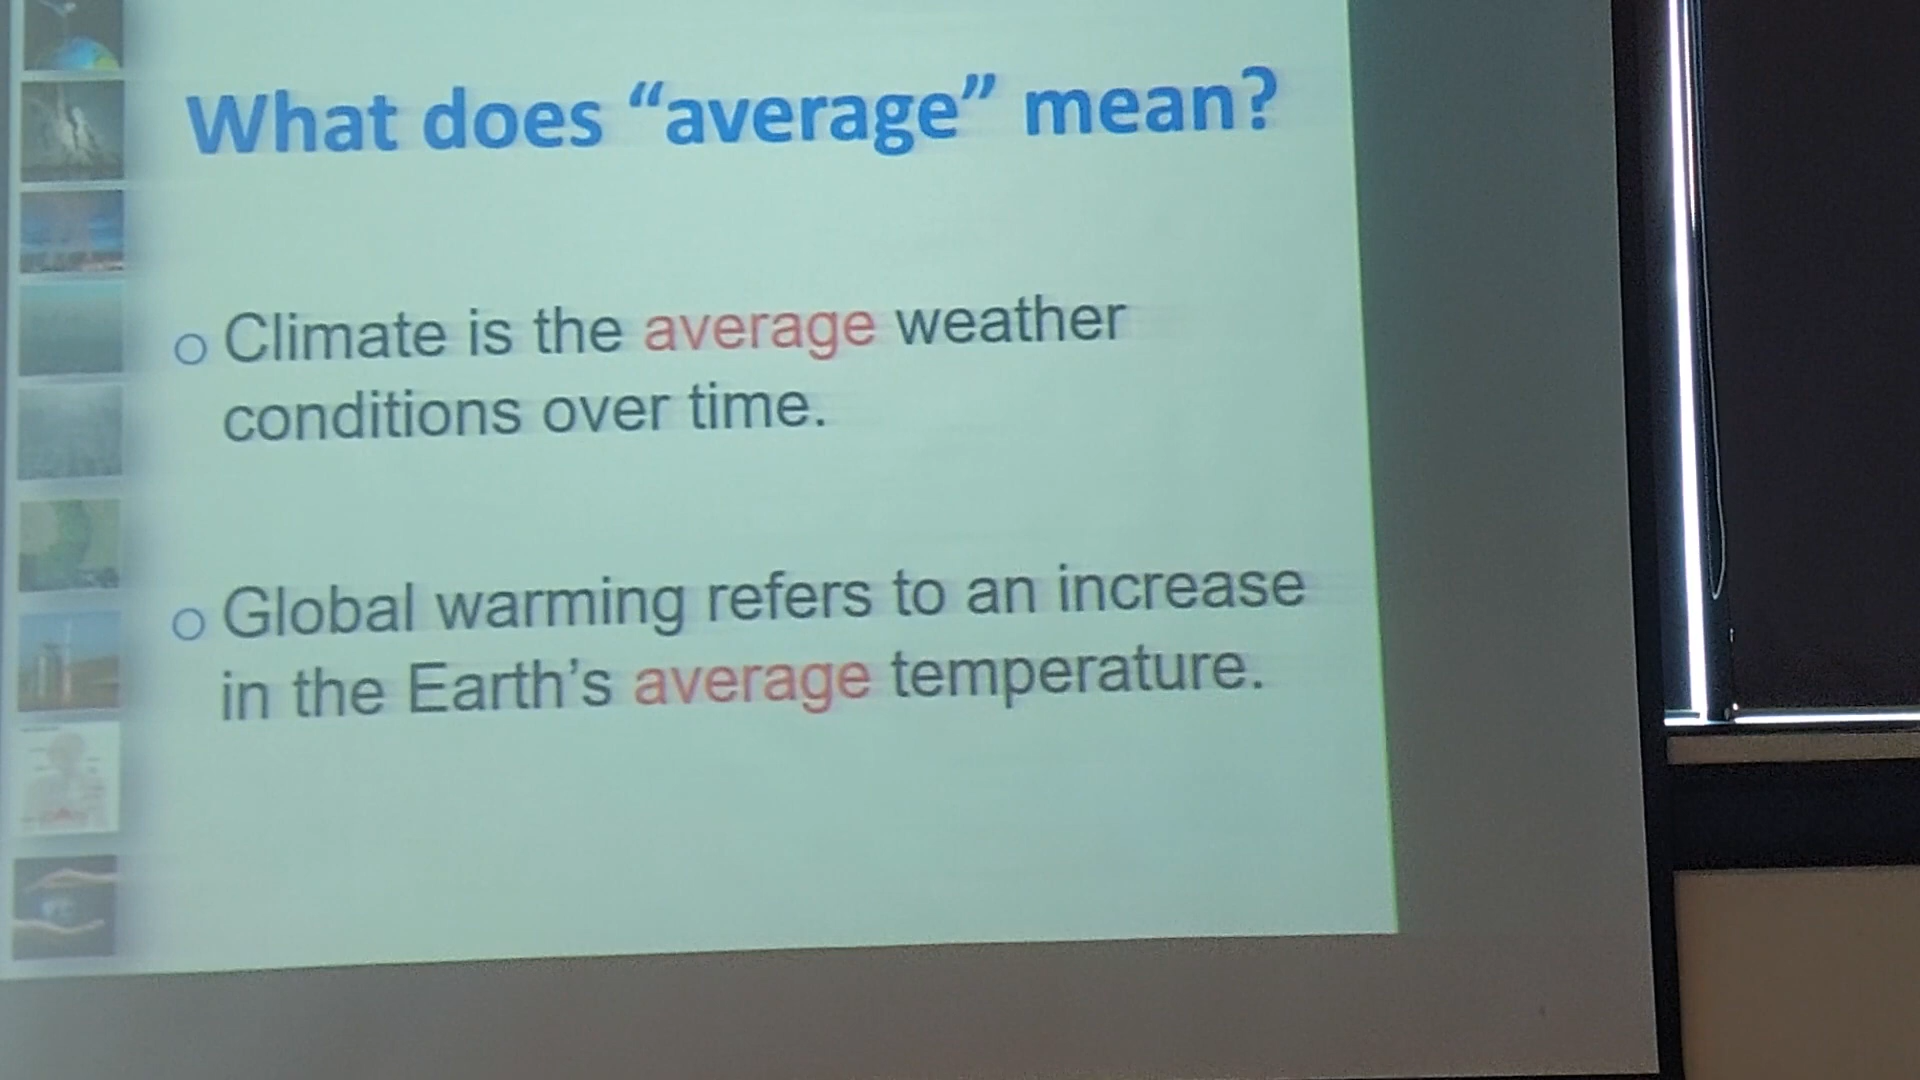 What does “average” mean?
o Climate is the average weather
conditions over time.
o Global warming refers to an increase
in the Earth’s average temperature.